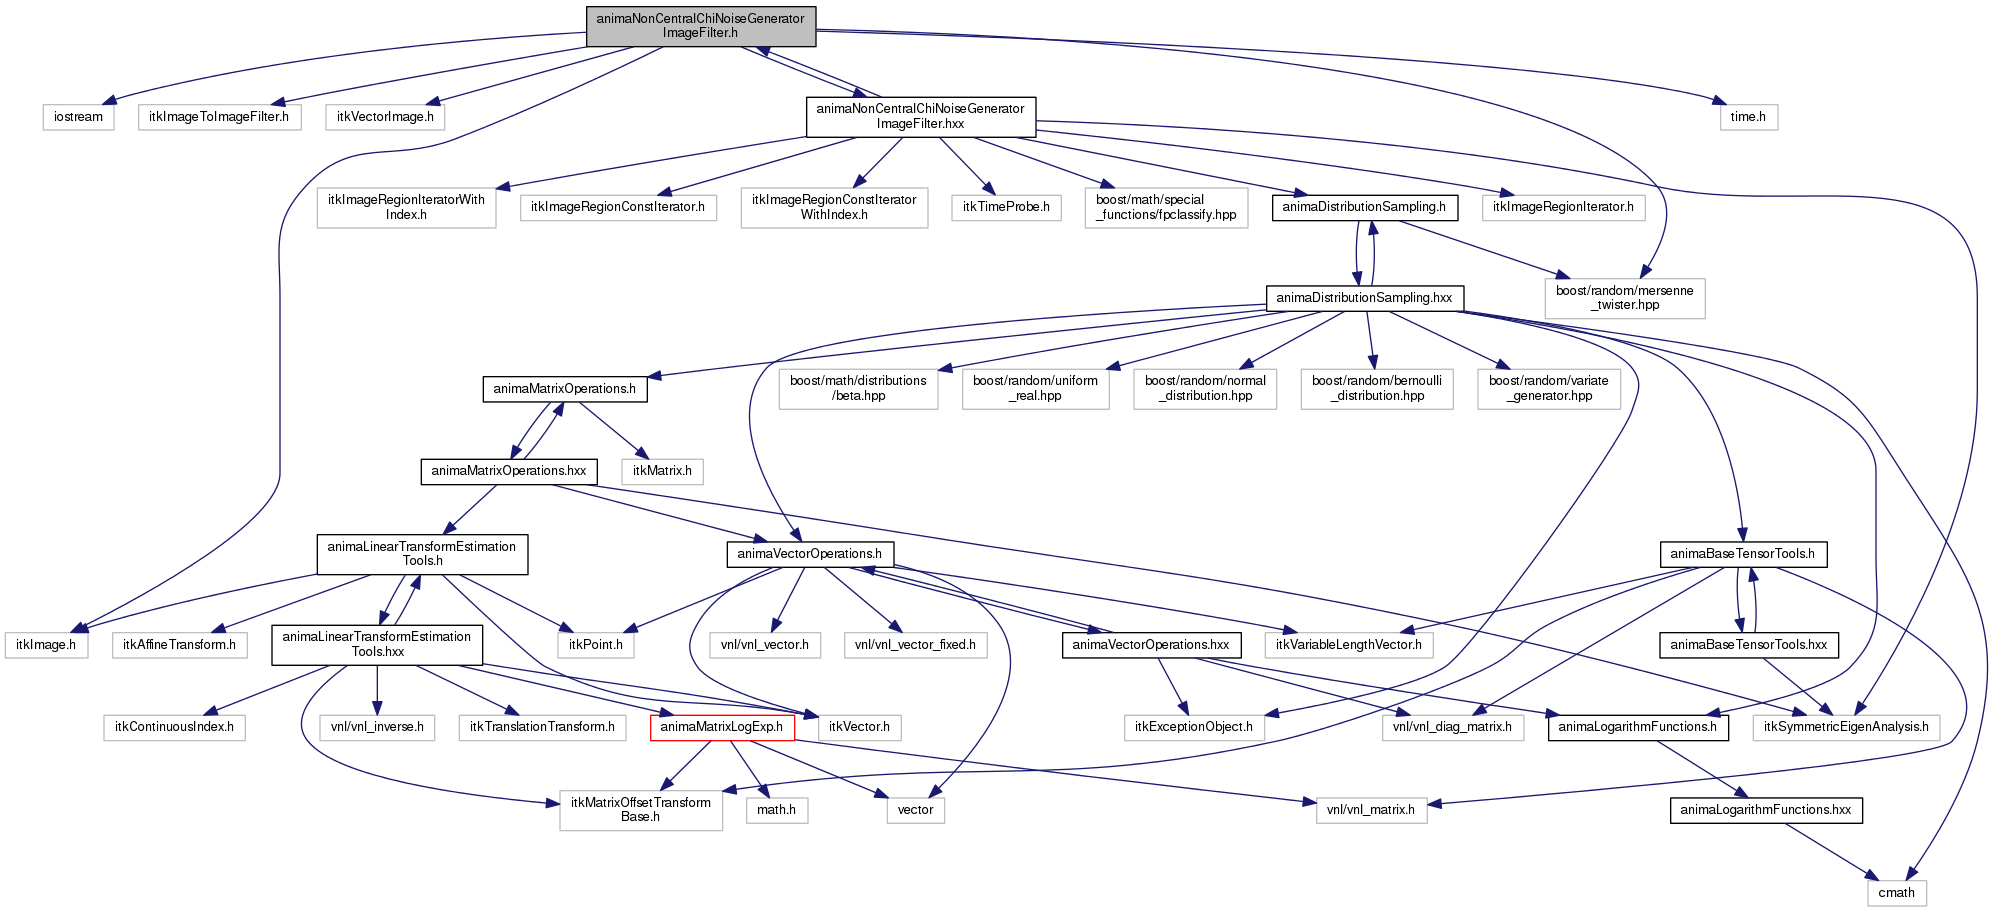 animaNonCentralChiNoiseGenerator
ImageFilter.h
iostream
itkImageToImageFilter.h
itkVectorImage.h
animaNonCentralChiNoiseGenerator
ImageFilter.hxx
time.h
itkImageRegionIteratorWith
Index.h
itkImageRegionConstIterator.h
itkImageRegionConstIterator
WithIndex.h
itkTimeProbe.h
boost/math/special
_functions/fpclassify.hpp
animaDistributionSampling.h
itkImageRegionIterator.h
animaDistributionSampling.hxx
boost/random/mersenne
_twister.hpp
animaMatrixOperations.h
boost/math/distributions
/beta.hpp
boost/random/uniform
_real.hpp
boost/random/normal
_distribution.hpp
boost/random/bernoulli
_distribution.hpp
boost/random/variate
_generator.hpp
animaMatrixOperations.hxx
itkMatrix.h
animaLinearTransformEstimation
Tools.h
animaVectorOperations.h
animaBaseTensorTools.h
itkImage.h
itkAffineTransform.h
animaLinearTransformEstimation
Tools.hxx
itkPoint.h
vnl/vnl_vector.h
vnl/vnl_vector_fixed.h
animaVectorOperations.hxx
itkVariableLengthVector.h
animaBaseTensorTools.hxx
itkContinuousIndex.h
vnl/vnl_inverse.h
itkTranslationTransform.h
animaMatrixLogExp.h
itkVector.h
itkExceptionObject.h
vnl/vnl_diag_matrix.h
animaLogarithmFunctions.h
itkSymmetricEigenAnalysis.h
itkMatrixOffsetTransform
Base.h
math.h
vector
vnl/vnl_matrix.h
animaLogarithmFunctions.hxx
cmath